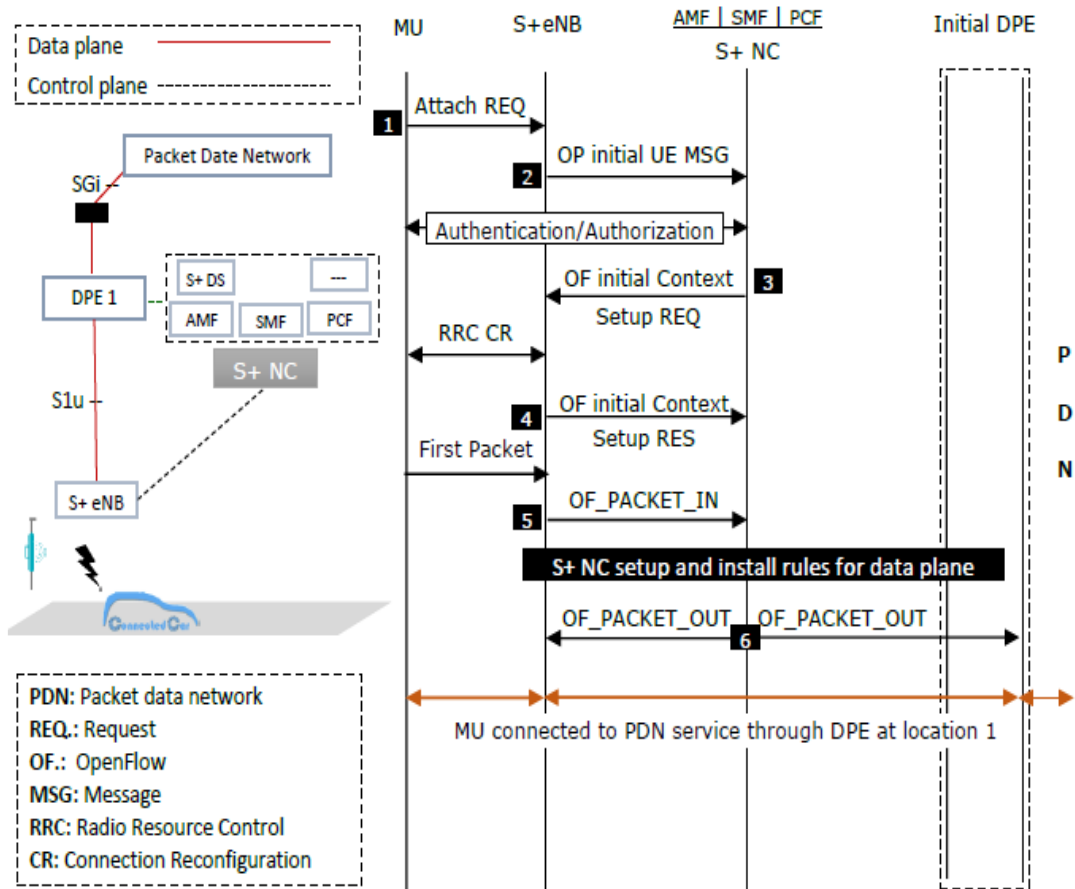 Data plane
Control plane
Packet Date Network
SGi
DPE 1
S+ DS
---
AMF
SMF
PCF
S+ NC
S1u
S+ eNB
Connected Car
PDN: Packet data network
REQ.: Request
OF.: OpenFlow
MSG: Message
RRC: Radio Resource Control
CR: Connection Reconfiguration
MU
S+eNB
AMF | SMF | PCF
S+ NC
Initial DPE
1
Attach REQ
2
OP initial UE MSG
Authentication/Authorization
OF initial Context
3
Setup REQ
RRC CR
4
OF initial Context
Setup RES
First Packet
5
OF_PACKET_IN
S+ NC setup and install rules for data plane
OF_PACKET_OUT
6
OF_PACKET_OUT
MU connected to PDN service through DPE at location 1
P
D
N